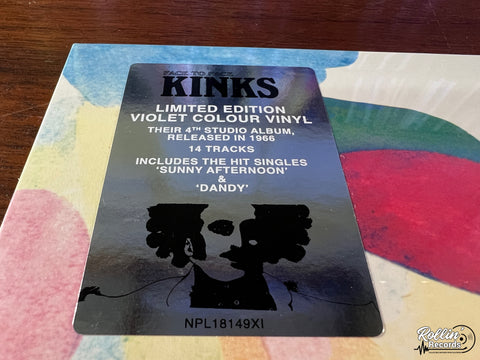 FACE TO FACE
KINKS
LIMITED EDITION
VIOLET COLOUR VINYL
THEIR 4TH STUDIO ALBUM,
RELEASED IN 1966
14 TRACKS
INCLUDES THE HIT SINGLES
‘SUNNY AFTERNOON’
&
‘DANDY’
NPL18149XI
Rollin'
Records